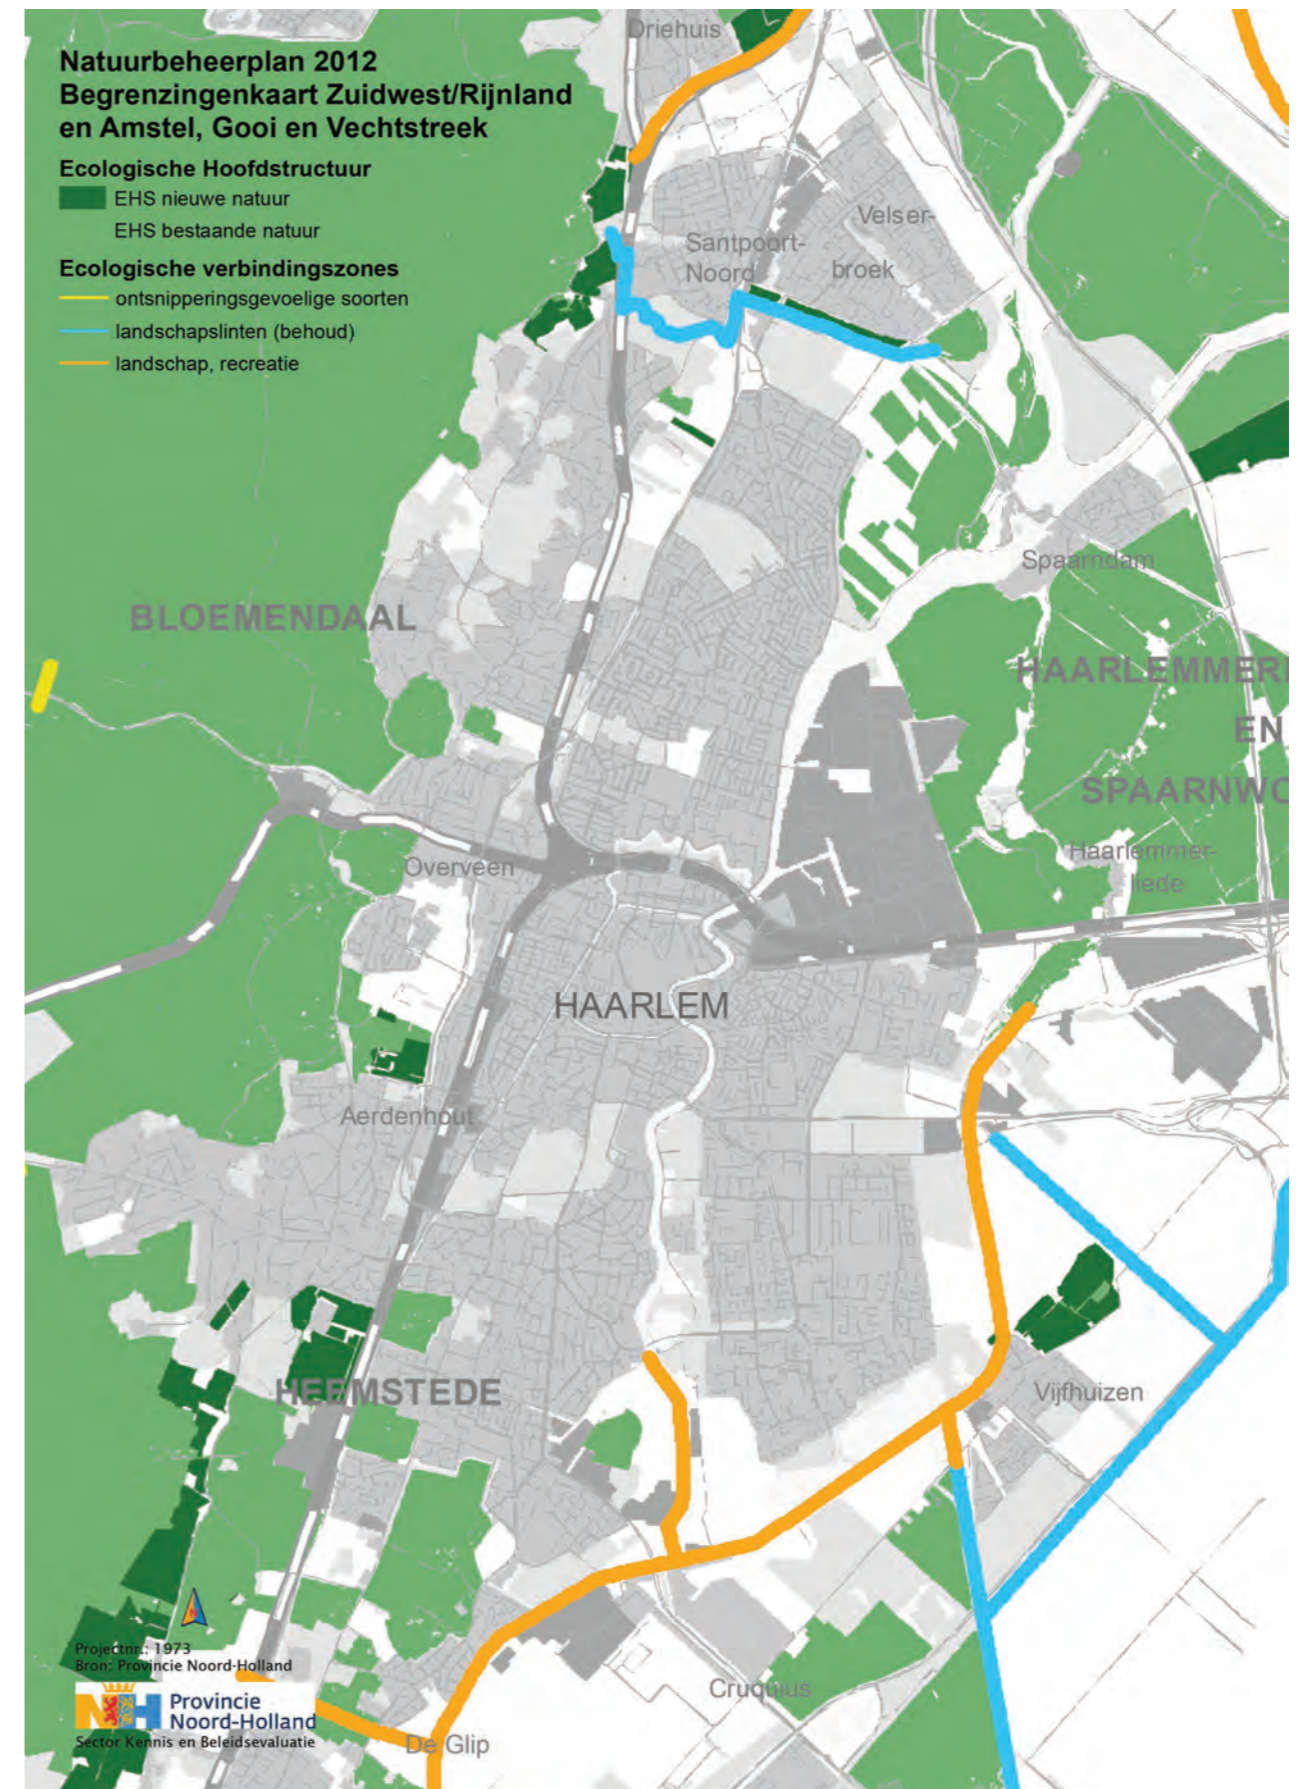 Natuurbeheerplan 2012
Begrenzingenkaart Zuidwest/Rijnland
en Amstel, Gooi en Vechtstreek
Ecologische Hoofdstructuur
EHS nieuwe natuur
EHS bestaande natuur
Ecologische verbindingszones
ontsnipperingsgevoelige soorten
landschapslinten (behoud)
landschap, recreatie
Driehuis
Velser-
broek
Santpoort-
Noord
Spaarndam
BLOEMENDAAL
HAARLEMMERL
EN
SPAARNWO
Haarlemmer-
liede
Overveen
HAARLEM
Aerdenhout
HEEMSTEDE
Vijfhuizen
Cruquius
De Glip
Projectnr.: 1973
Bron: Provincie Noord-Holland
NH
Provincie
Noord-Holland
Sector Kennis en Beleidsevaluatie